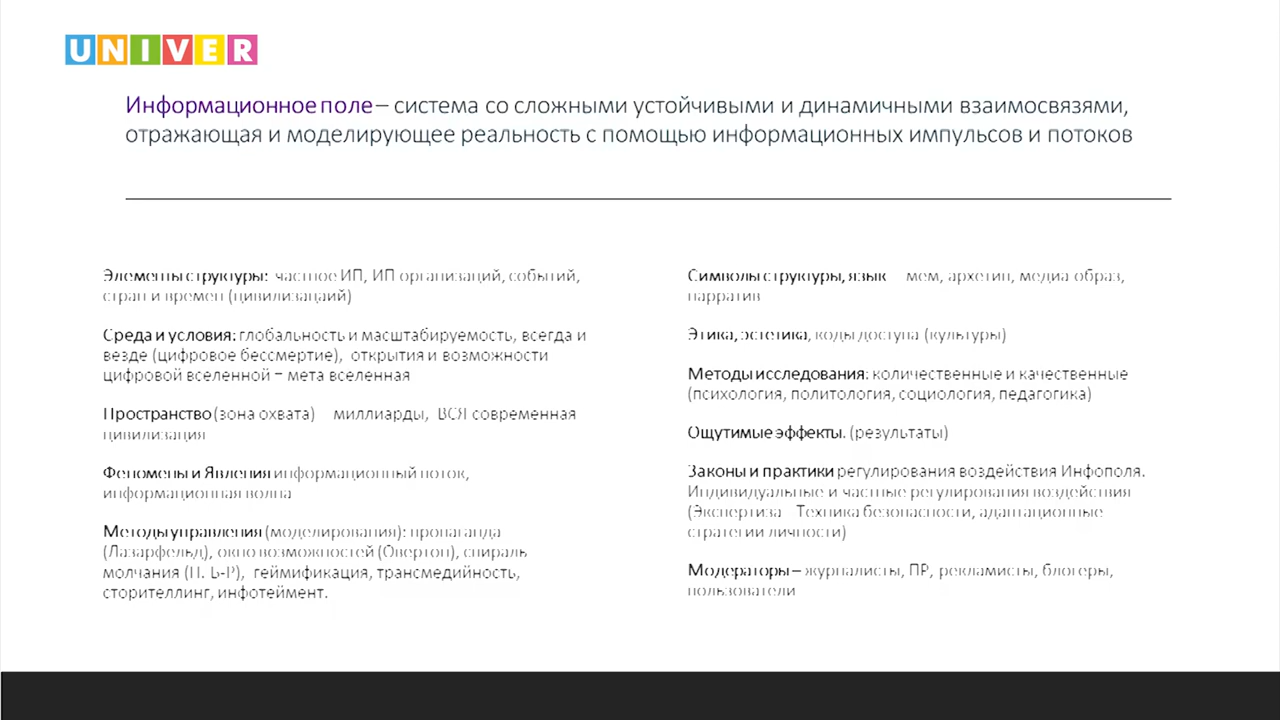 UNIVER
Информационное поле – система со сложными устойчивыми и динамичными взаимосвязями,
отражающая и моделирующее реальность с помощью информационных импульсов и потоков
Элементы структуры: частное ИП, ИП организаций, событий,
стран и времен (цивилизацаий)
Среда и условия: глобальность и масштабируемость, всегда и
везде (цифровое бессмертие), открытия и возможности
цифровой вселенной – мета вселенная
Пространство (зона охвата) миллиарды, ВСЯ современная
цивилизация
Феномены и Явления информационный поток,
информационная волна
Методы управления (моделирования): пропаганда
(Лазарфельд), окно возможностей (Овертон), спираль
молчания (Н-Р), геймификация, трансмедийность,
сторителлинг, инфотеймент.
Символы структуры, язык мем, архетип, медиа образ,
нарратив
Этика, эстетика, коды доступа (культуры)
Методы исследования: количественные и качественные
(психология, политология, социология, педагогика)
Ощутимые эффекты. (результаты)
Законы и практики регулирования воздействия Инфополя.
Индивидуальные и частные регулирования воздействия
(Экспертиза Техника безопасности, адаптационные
стратегии личности)
Модераторы – журналисты, ПР, рекламисты, блогеры,
пользователи